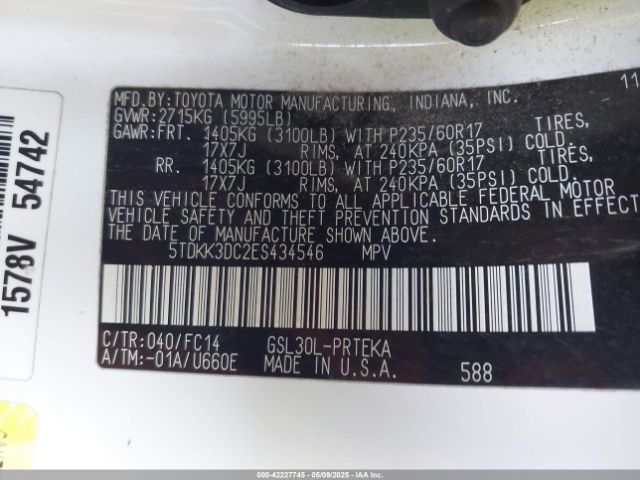 MFD.BY:TOYOTA MOTOR MANUFACTURING, INDIANA, INC. 11
GVWR:2715KG (5995LB)
GAWR:FRT. 1405KG (3100LB) WITH P235/60R17 TIRES,
17X7J RIMS, AT 240KPA (35PSI) COLD.
RR. 1405KG (3100LB) WITH P235/60R17 TIRES,
17X7J RIMS, AT 240KPA (35PSI) COLD.
THIS VEHICLE CONFORMS TO ALL APPLICABLE FEDERAL MOTOR
VEHICLE SAFETY AND THEFT PREVENTION STANDARDS IN EFFECT
THE DATE OF MANUFACTURE SHOWN ABOVE.
5TDKK3DC2ES434546 MPV
C/TR:040/FC14 GSL30L-PRTEKA
A/TM:-01A/U660E MADE IN U.S.A. 588
1578V 54742
000-42227745 - 05/09/2025 - IAAI.CA